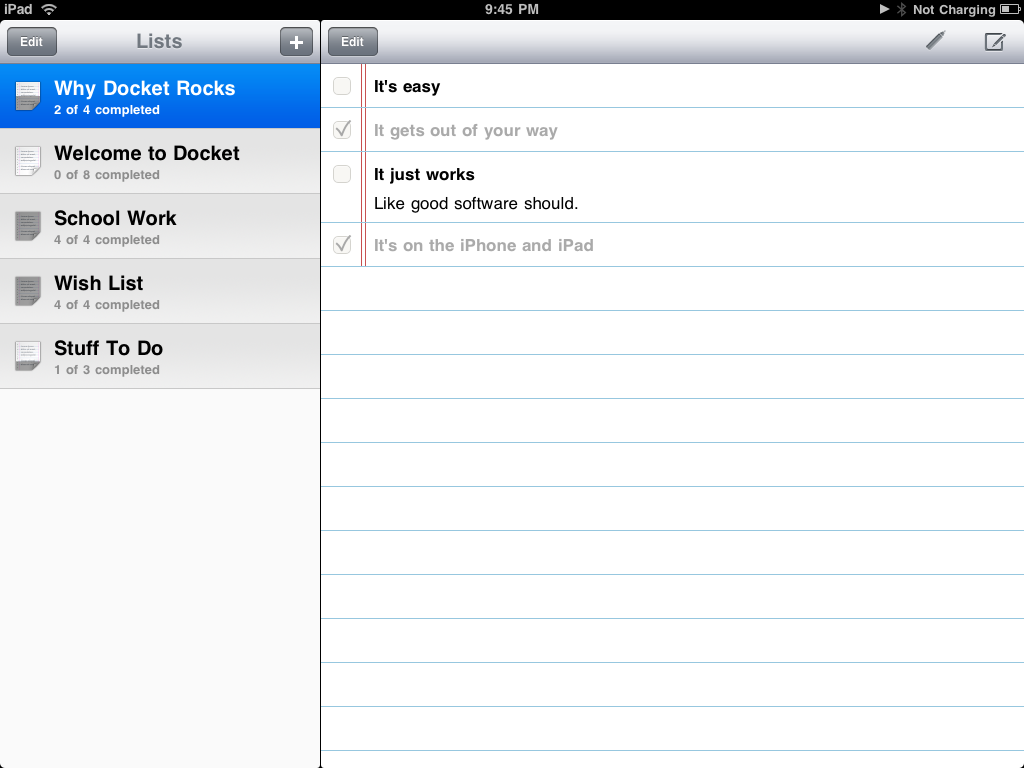 iPad 9:45 PM Not Charging
Edit Lists +
Why Docket Rocks
2 of 4 completed
Welcome to Docket
0 of 8 completed
School Work
4 of 4 completed
Wish List
4 of 4 completed
Stuff To Do
1 of 3 completed
Edit
It's easy
It gets out of your way
It just works
Like good software should.
It's on the iPhone and iPad